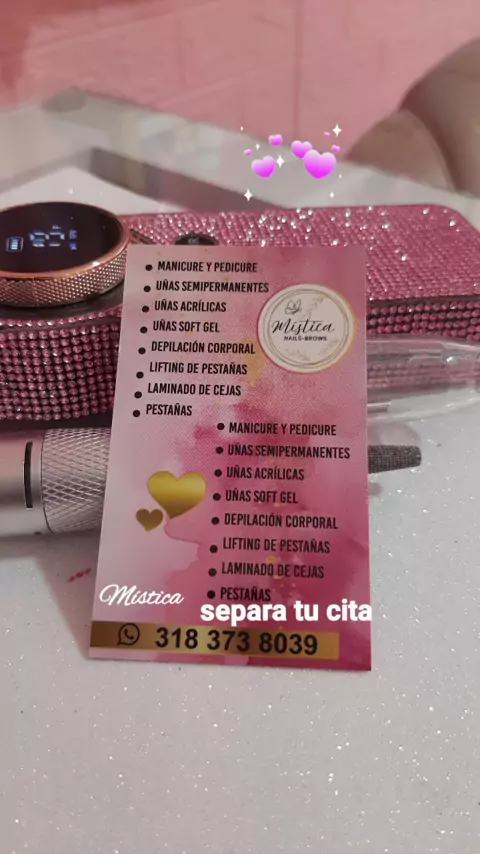 MANICURE Y PEDICURE
UÑAS SEMIPERMANENTES
UÑAS ACRÍLICAS
UÑAS SOFT GEL
DEPILACIÓN CORPORAL
LIFTING DE PESTAÑAS
LAMINADO DE CEJAS
PESTAÑAS
Mistica
NAILS-BROWS
MANICURE Y PEDICURE
UÑAS SEMIPERMANENTES
UÑAS ACRÍLICAS
UÑAS SOFT GEL
DEPILACIÓN CORPORAL
LIFTING DE PESTAÑAS
LAMINADO DE CEJAS
PESTAÑAS
Mística
separa tu cita
318 373 8039